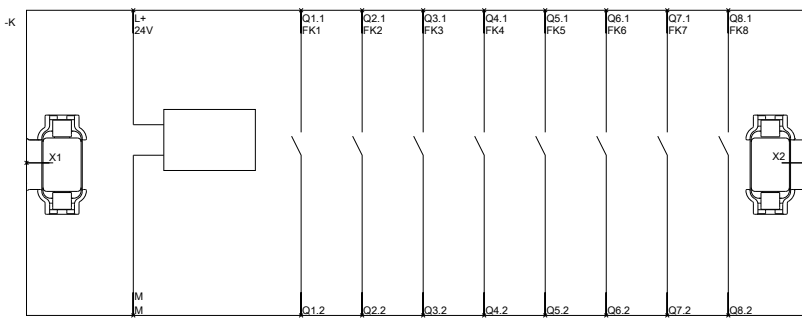 -K
L+ Q1.1 Q2.1 Q3.1 Q4.1 Q5.1 Q6.1 Q7.1 Q8.1
24V FK1 FK2 FK3 FK4 FK5 FK6 FK7 FK8
X1 X2
M
M Q1.2 Q2.2 Q3.2 Q4.2 Q5.2 Q6.2 Q7.2 Q8.2